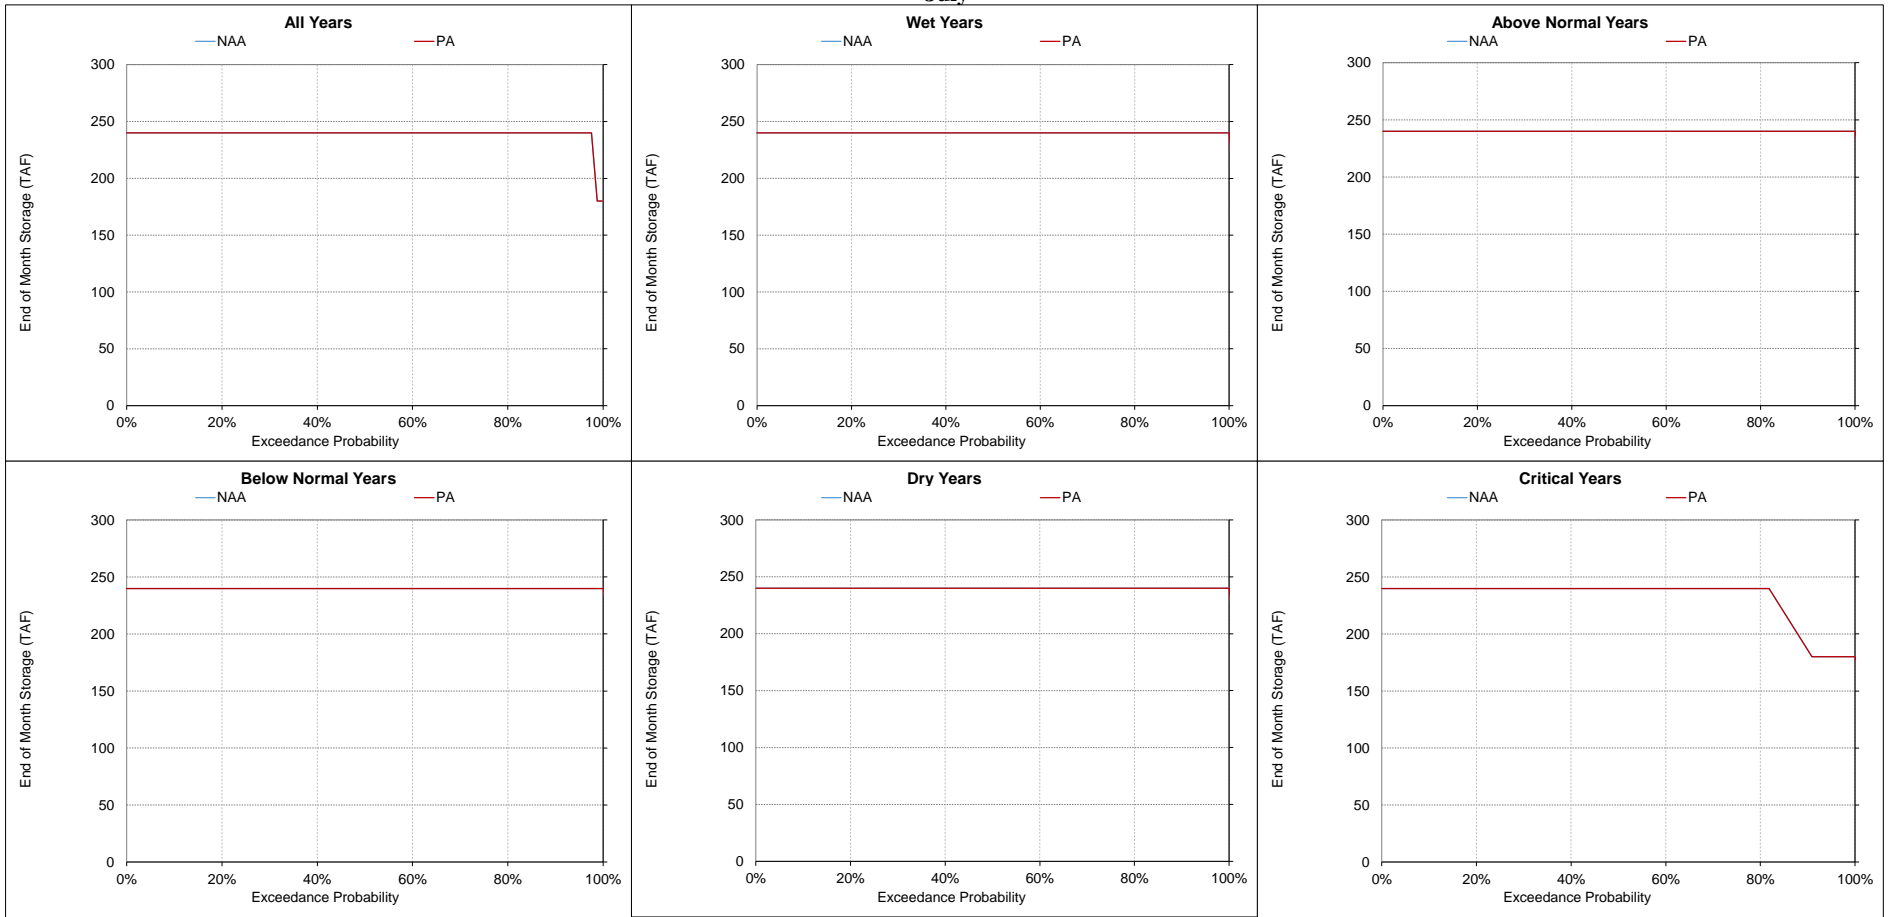 All Years
NAA PA
300
250
200
150
100
50
0
End of Month Storage (TAF)
0% 20% 40% 60% 80% 100%
Exceedance Probability
Wet Years
NAA PA
300
250
200
150
100
50
0
End of Month Storage (TAF)
0% 20% 40% 60% 80% 100%
Exceedance Probability
Above Normal Years
NAA PA
300
250
200
150
100
50
0
End of Month Storage (TAF)
0% 20% 40% 60% 80% 100%
Exceedance Probability
Below Normal Years
NAA PA
300
250
200
150
100
50
0
End of Month Storage (TAF)
0% 20% 40% 60% 80% 100%
Exceedance Probability
Dry Years
NAA PA
300
250
200
150
100
50
0
End of Month Storage (TAF)
0% 20% 40% 60% 80% 100%
Exceedance Probability
Critical Years
NAA PA
300
250
200
150
100
50
0
End of Month Storage (TAF)
0% 20% 40% 60% 80% 100%
Exceedance Probability